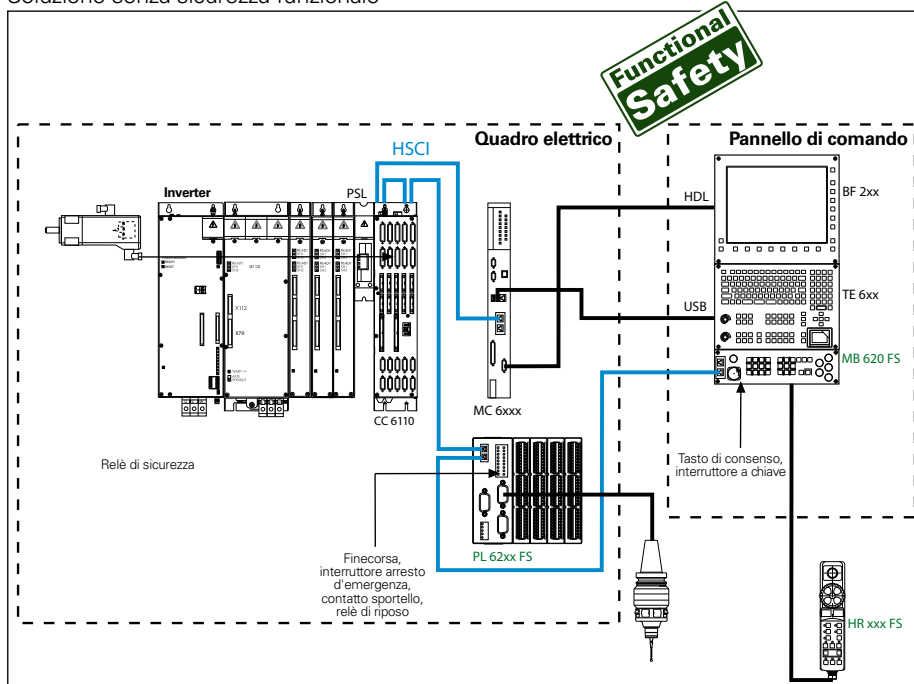 Soluzione senza sicurezza funzionale
Functional
Safety
Quadro elettrico
Pannello di comando
HSCI
Inverter
PSL
HDL
BF 2xx
X112
X79
USB
TE 6xx
MB 620 FS
CC 6110
MC 6xxx
Relè di sicurezza
Tasto di consenso,
interruttore a chiave
Finecorsa,
interruttore arresto
d'emergenza,
contatto sportello,
relè di riposo
PL 62xx FS
HR xxx FS